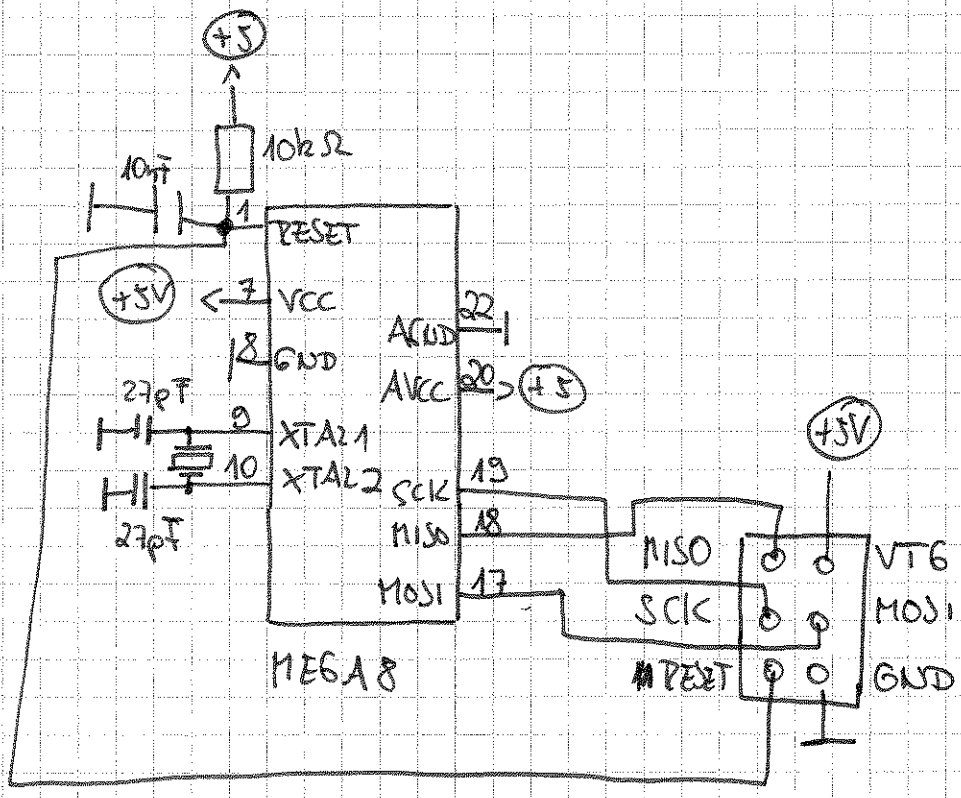 +5
10kΩ
10nF
1
RESET
+5V
7
VCC
22
AGND
8
GND
AVCC
20
+5
27pF
9
XTAL1
+5V
10
XTAL2
19
SCK
27pF
18
MISO
MISO
VTG
17
MOSI
SCK
MOSI
MEGA8
RESET
GND